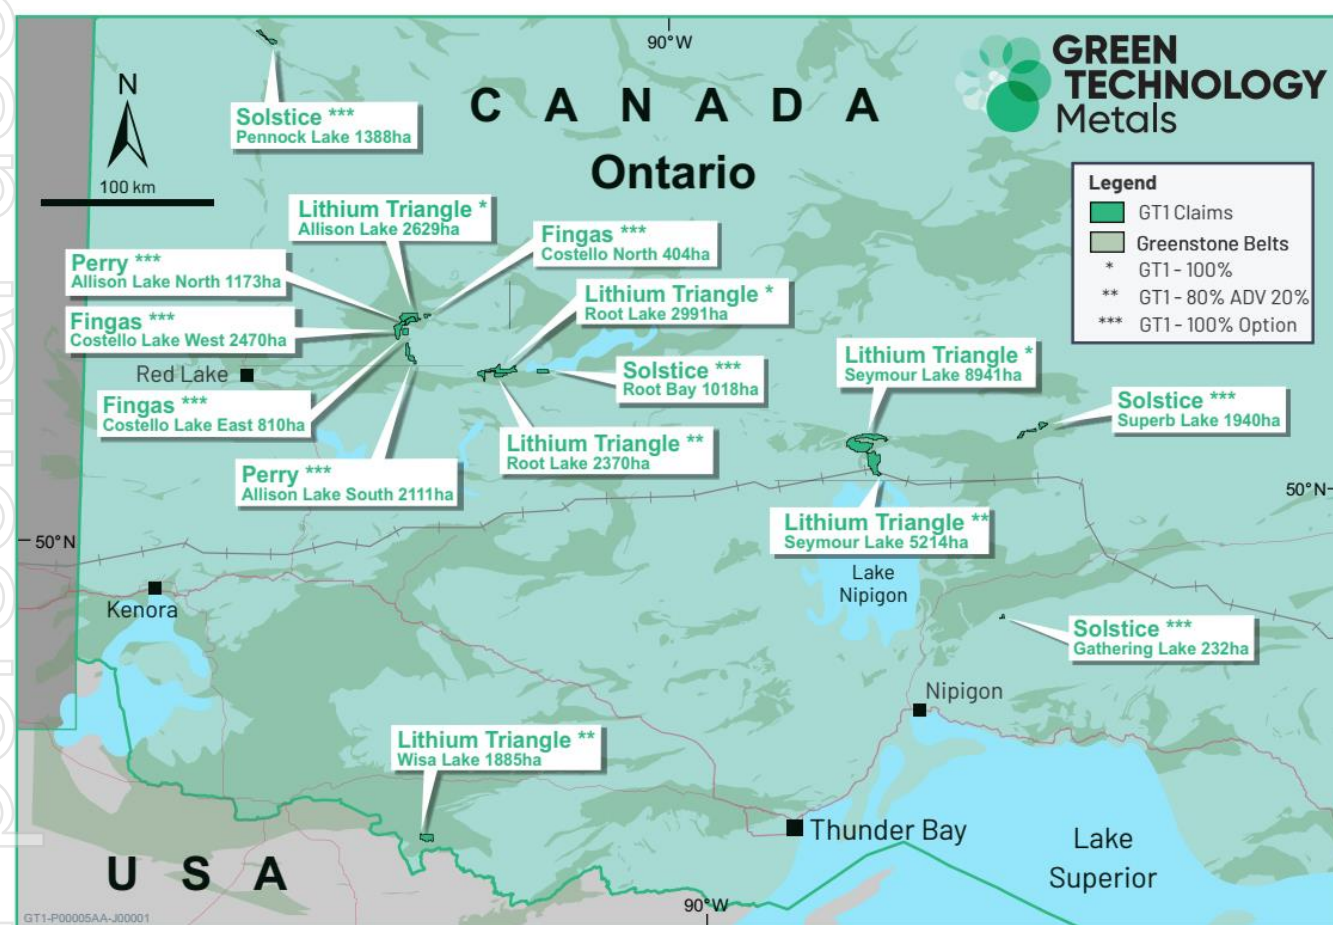 90°W
GREEN
TECHNOLOGY
Metals
N
CANADA
Ontario
100 km
Solstice ***
Pennock Lake 1388ha
Legend
GT1 Claims
Greenstone Belts
* GT1 - 100%
** GT1 - 80% ADV 20%
*** GT1 - 100% Option
Lithium Triangle *
Allison Lake 2629ha
Fingas ***
Costello North 404ha
Perry ***
Allison Lake North 1173ha
Lithium Triangle *
Root Lake 2991ha
Fingas ***
Costello Lake West 2470ha
Red Lake
Solstice ***
Root Bay 1018ha
Lithium Triangle *
Seymour Lake 8941ha
Fingas ***
Costello Lake East 810ha
Solstice ***
Superb Lake 1940ha
Lithium Triangle **
Root Lake 2370ha
Perry ***
Allison Lake South 2111ha
50°N
Lithium Triangle **
Seymour Lake 5214ha
50°N
Lake
Nipigon
Kenora
Solstice ***
Gathering Lake 232ha
Nipigon
Lithium Triangle **
Wisa Lake 1885ha
Thunder Bay
Lake
Superior
USA
90°W
GT1-P00005AA-J00001